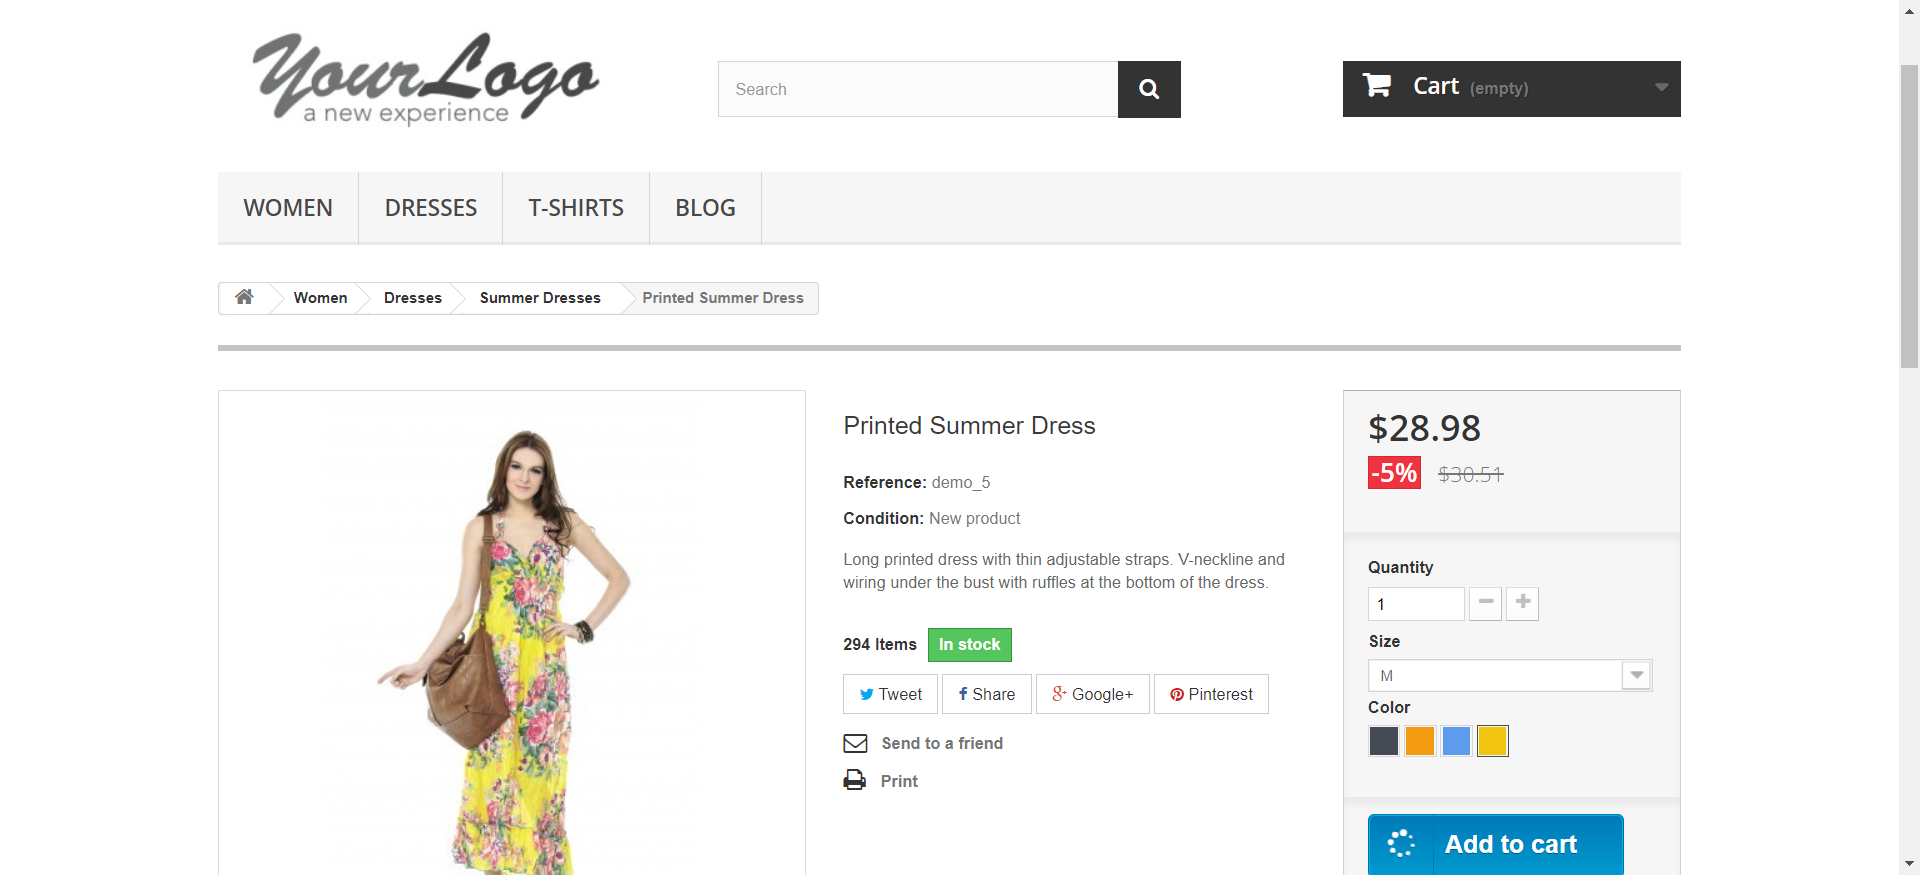 YourLogo
a new experience
Search
Cart (empty)
WOMEN DRESSES T-SHIRTS BLOG
Women Dresses Summer Dresses Printed Summer Dress
Printed Summer Dress
Reference: demo_5
Condition: New product
Long printed dress with thin adjustable straps. V-neckline and
wiring under the bust with ruffles at the bottom of the dress.
294 Items In stock
Tweet Share Google+ Pinterest
Send to a friend
Print
$28.98
-5% $30.51
Quantity
1
Size
M
Color
Add to cart